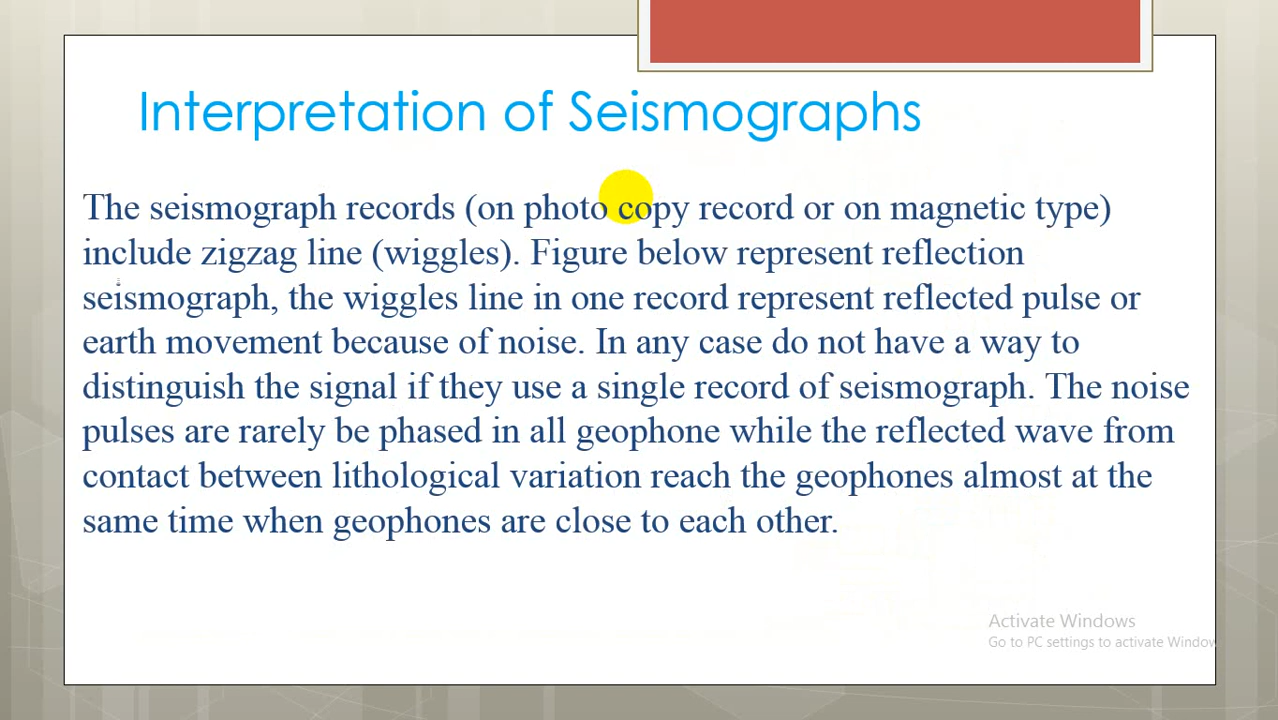 Interpretation of Seismographs
The seismograph records (on photo copy record or on magnetic type)
include zigzag line (wiggles). Figure below represent reflection
seismograph, the wiggles line in one record represent reflected pulse or
earth movement because of noise. In any case do not have a way to
distinguish the signal if they use a single record of seismograph. The noise
pulses are rarely be phased in all geophone while the reflected wave from
contact between lithological variation reach the geophones almost at the
same time when geophones are close to each other.
Activate Windows
Go to PC settings to activate Window